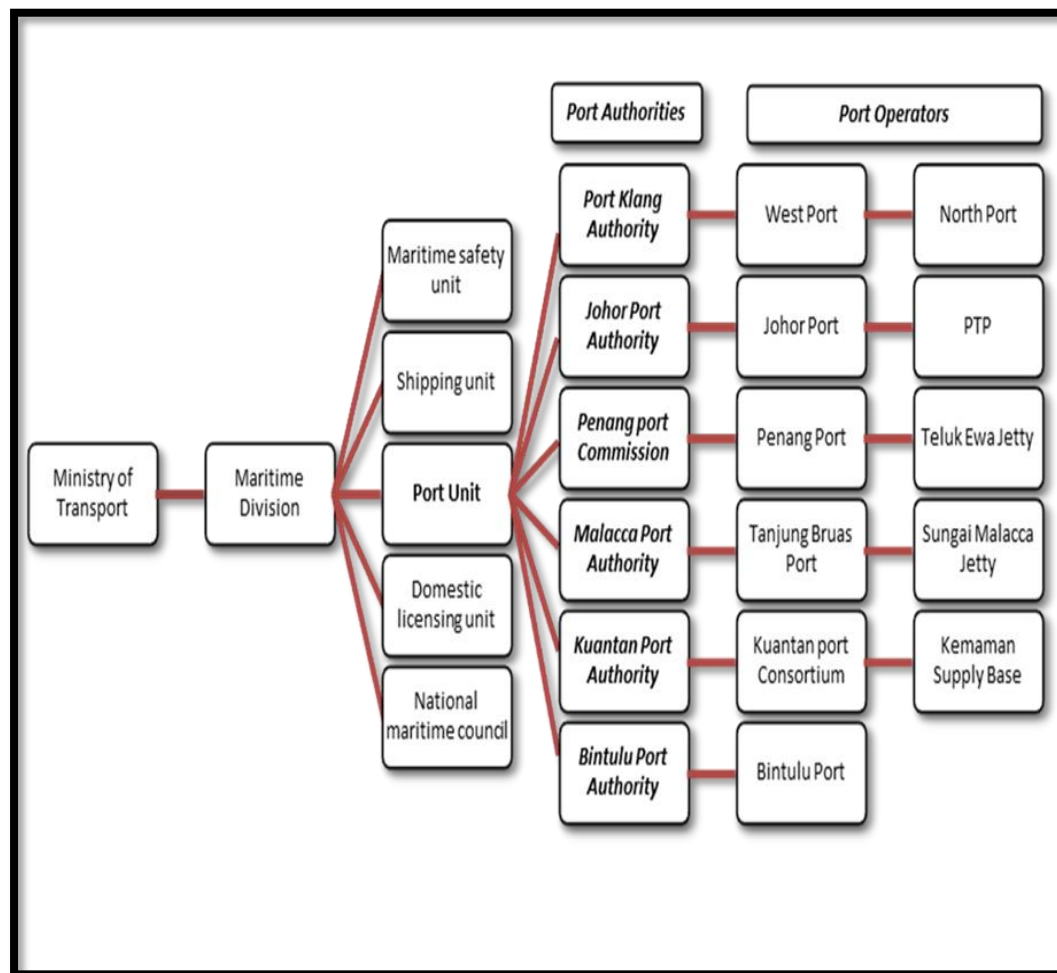 Port Authorities
Port Operators
Port Klang
Authority
West Port
North Port
Maritime safety
unit
Johor Port
Authority
Johor Port
PTP
Shipping unit
Penang port
Commission
Penang Port
Teluk Ewa Jetty
Ministry of
Transport
Maritime
Division
Port Unit
Malacca Port
Authority
Tanjung Bruas
Port
Sungai Malacca
Jetty
Domestic
licensing unit
Kuantan Port
Authority
Kuantan port
Consortium
Kemaman
Supply Base
National
maritime council
Bintulu Port
Authority
Bintulu Port